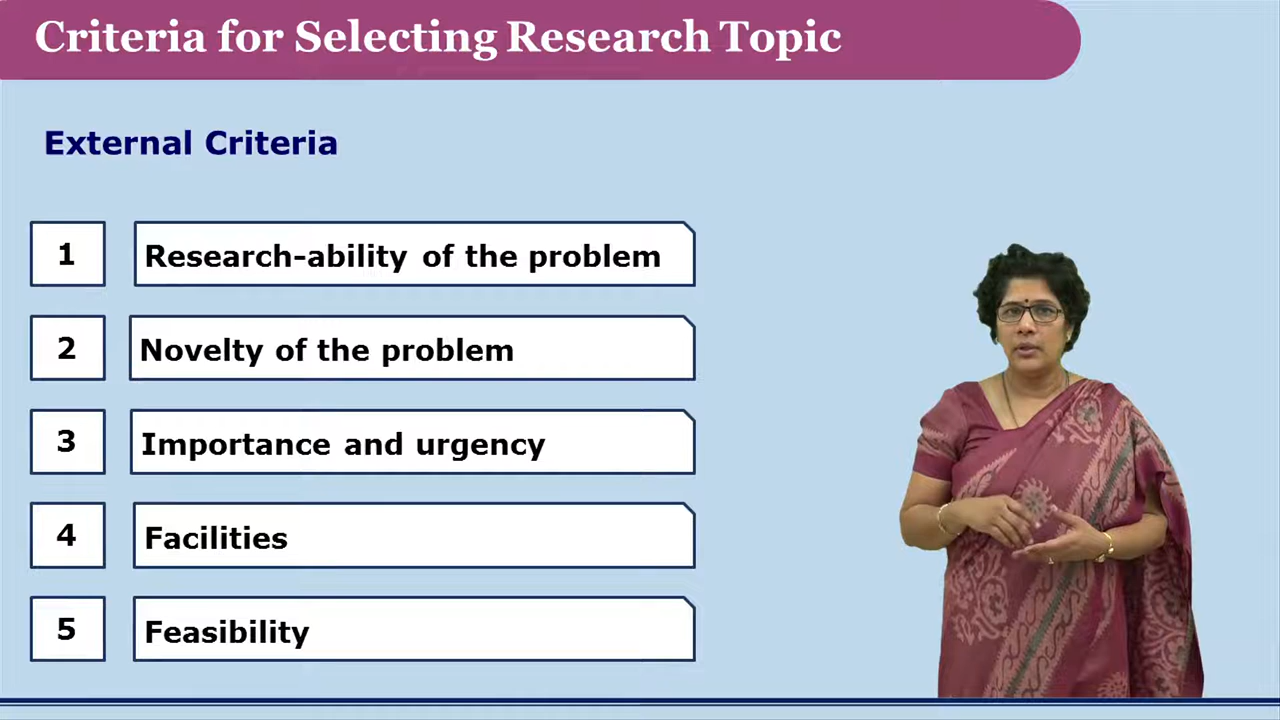 Criteria for Selecting Research Topic
External Criteria
1 Research-ability of the problem
2 Novelty of the problem
3 Importance and urgency
4 Facilities
5 Feasibility